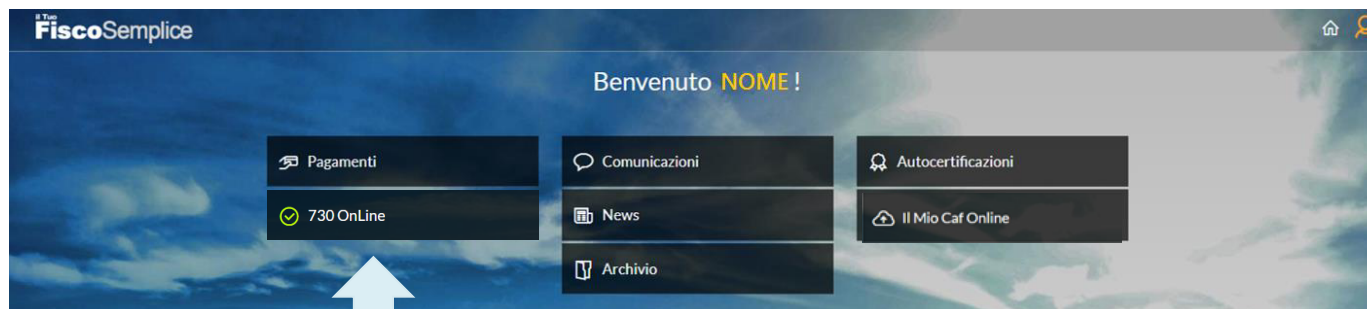 il Tuo
FiscoSemplice
Benvenuto NOME!
Pagamenti
730 OnLine
Comunicazioni
News
Archivio
Autocertificazioni
Il Mio Caf Online